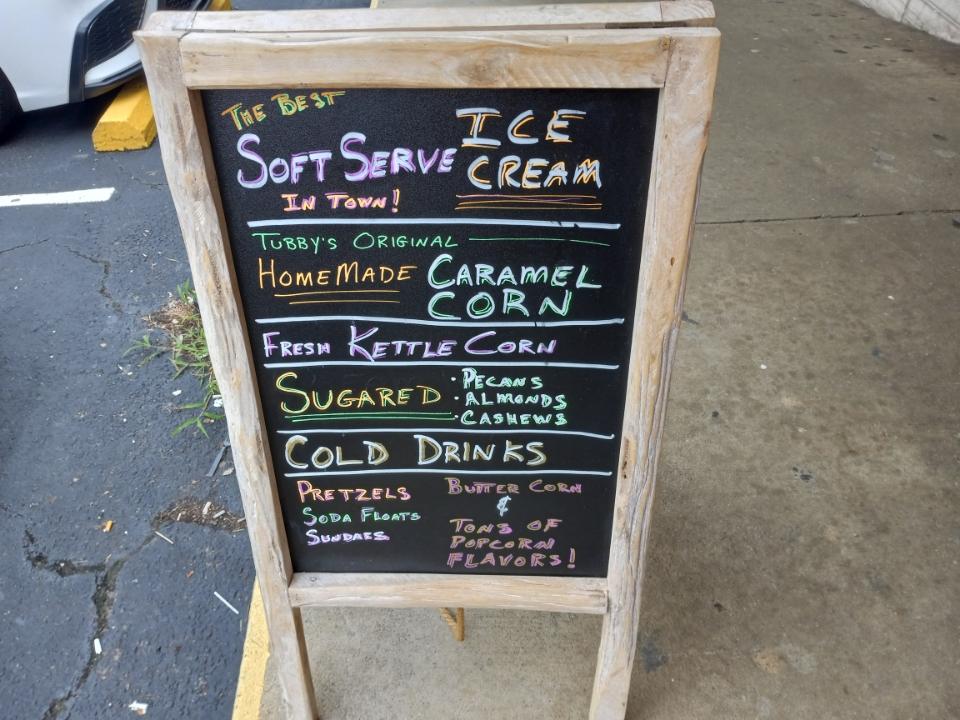 The Best
Soft Serve
In Town!
ICE
CREAM
Tubby's Original
HomeMade
CARAMEL
CORN
Fresh Kettle Corn
Sugared
· Pecans
· Almonds
· Cashews
Cold Drinks
Pretzels
Soda Floats
Sundaes
Butter Corn
&
Tons of
Popcorn
Flavors!